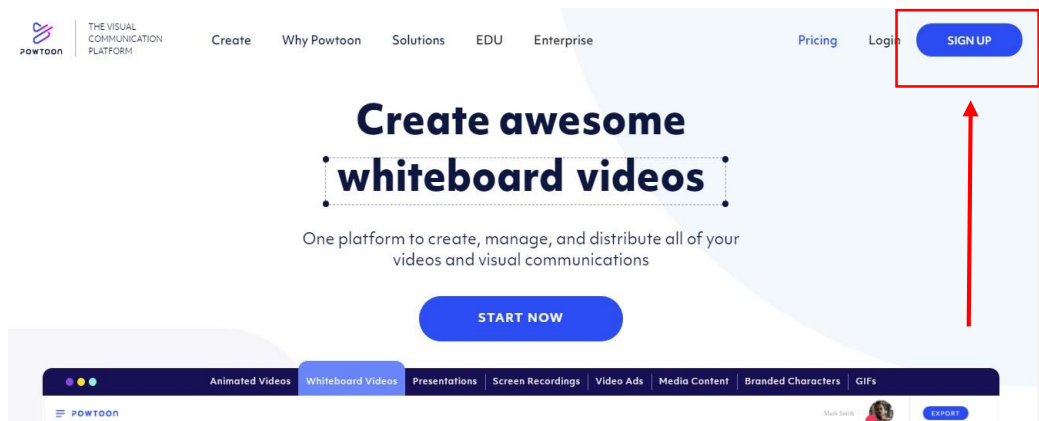 THE VISUAL
COMMUNICATION
PLATFORM
POWTOON
Create Why Powtoon Solutions EDU Enterprise Pricing Login SIGN UP
Create awesome
whiteboard videos
One platform to create, manage, and distribute all of your
videos and visual communications
START NOW
Animated Videos Whiteboard Videos Presentations Screen Recordings Video Ads Media Content Branded Characters GIFs
POWTOON Mark Smith EXPORT